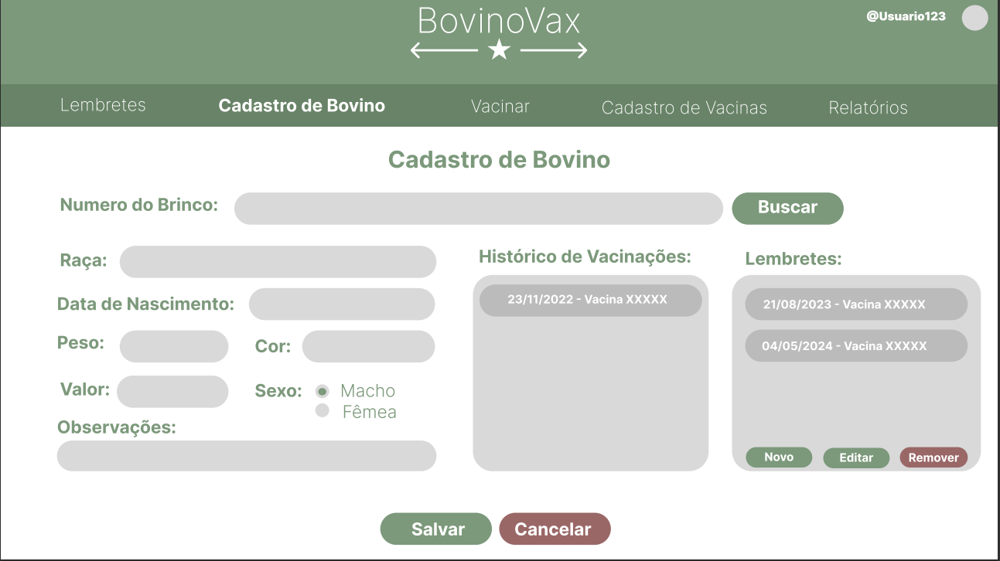 BovinoVax
@Usuario123
Lembretes
Cadastro de Bovino
Vacinar
Cadastro de Vacinas
Relatórios
Cadastro de Bovino
Numero do Brinco:
Buscar
Raça:
Data de Nascimento:
Peso:
Cor:
Valor:
Sexo:
Macho
Fêmea
Observações:
Histórico de Vacinações:
23/11/2022 - Vacina XXXXX
Lembretes:
21/08/2023 - Vacina XXXXX
04/05/2024 - Vacina XXXXX
Novo
Editar
Remover
Salvar
Cancelar